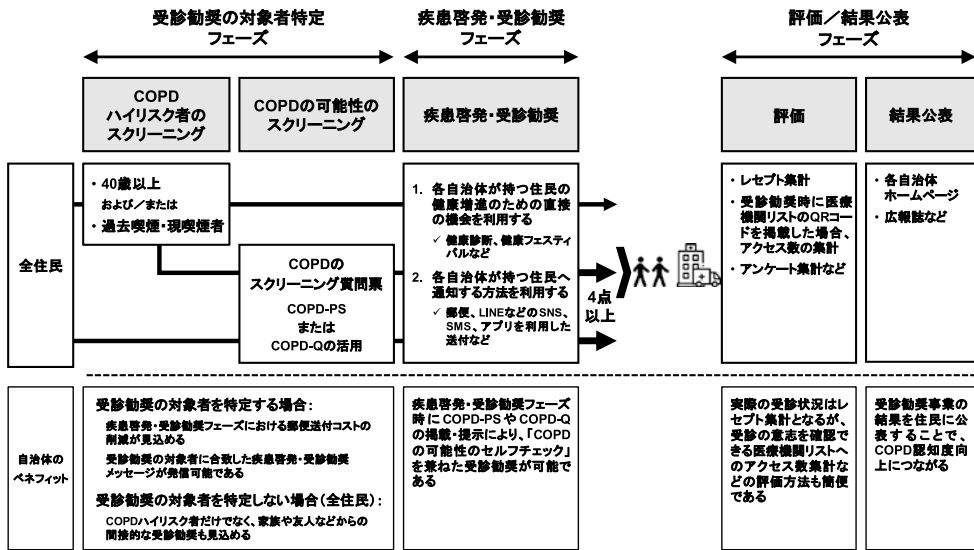 受診勧奨の対象者特定
フェーズ
疾患啓発・受診勧奨
フェーズ
評価／結果公表
フェーズ
COPD
ハイリスク者の
スクリーニング
COPDの可能性の
スクリーニング
疾患啓発・受診勧奨
評価
結果公表
全住民
・ 40歳以上
および／または
・ 過去喫煙・現喫煙者
COPDの
スクリーニング質問票
COPD-PS
または
COPD-Qの活用
1. 各自治体が持つ住民の
健康増進のための直接
の機会を利用する
✓ 健康診断、健康フェスティ
バルなど
2. 各自治体が持つ住民へ
通知する方法を利用する
✓ 郵便、LINEなどのSNS、
SMS、アプリを利用した
送付など
4点
以上
・ レセプト集計
・ 受診勧奨時に医療
機関リストのQRコー
ドを掲載した場合、
アクセス数の集計
・ アンケート集計など
・ 各自治体
ホームページ
・ 広報誌など
自治体の
ベネフィット
受診勧奨の対象者を特定する場合：
疾患啓発・受診勧奨フェーズにおける郵便送付コストの
削減が見込める
受診勧奨の対象者に合致した疾患啓発・受診勧奨
メッセージが発信可能である
受診勧奨の対象者を特定しない場合（全住民）：
COPDハイリスク者だけでなく、家族や友人などからの
間接的な受診勧奨も見込める
疾患啓発・受診勧奨フェーズ
時にCOPD-PSやCOPD-Q
の掲載・提示により、「COPD
の可能性のセルフチェック」
を兼ねた受診勧奨が可能で
ある
実際の受診状況はレ
セプト集計となるが、
受診の意志を確認で
きる医療機関リストへ
のアクセス数集計な
どの評価方法も簡便
である
受診勧奨事業の
結果を住民に公
表することで、
COPD認知度向
上につながる